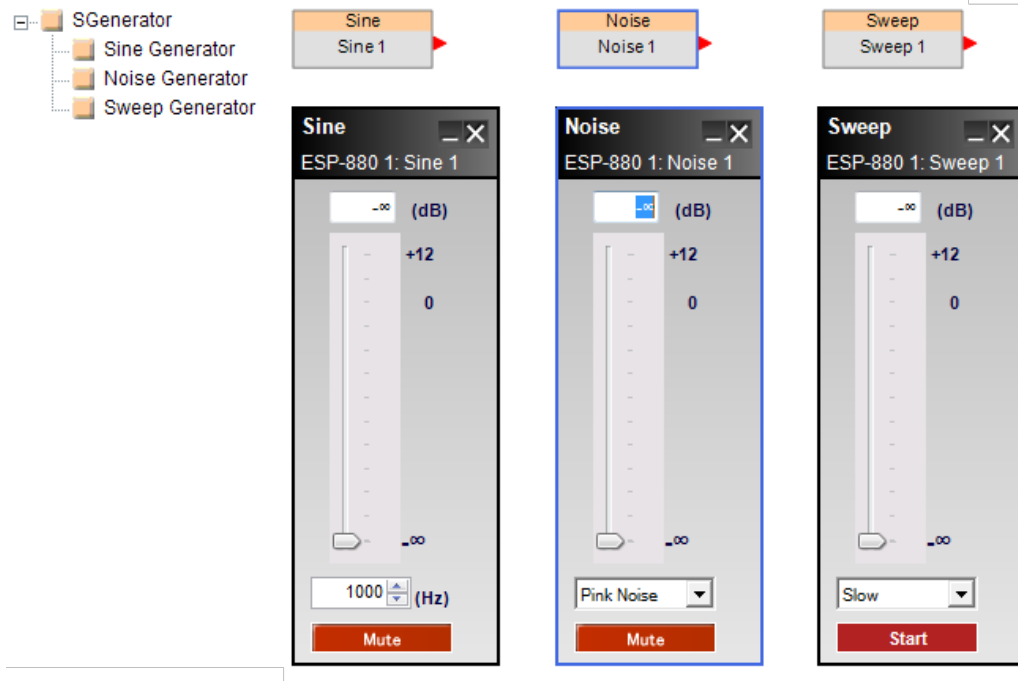 SGenerator
Sine Generator
Noise Generator
Sweep Generator
Sine
Sine 1
Noise
Noise 1
Sweep
Sweep 1
Sine
ESP-880 1: Sine 1
-∞ (dB)
+12
0
-∞
1000 (Hz)
Mute
Noise
ESP-880 1: Noise 1
-∞ (dB)
+12
0
-∞
Pink Noise
Mute
Sweep
ESP-880 1: Sweep 1
-∞ (dB)
+12
0
-∞
Slow
Start